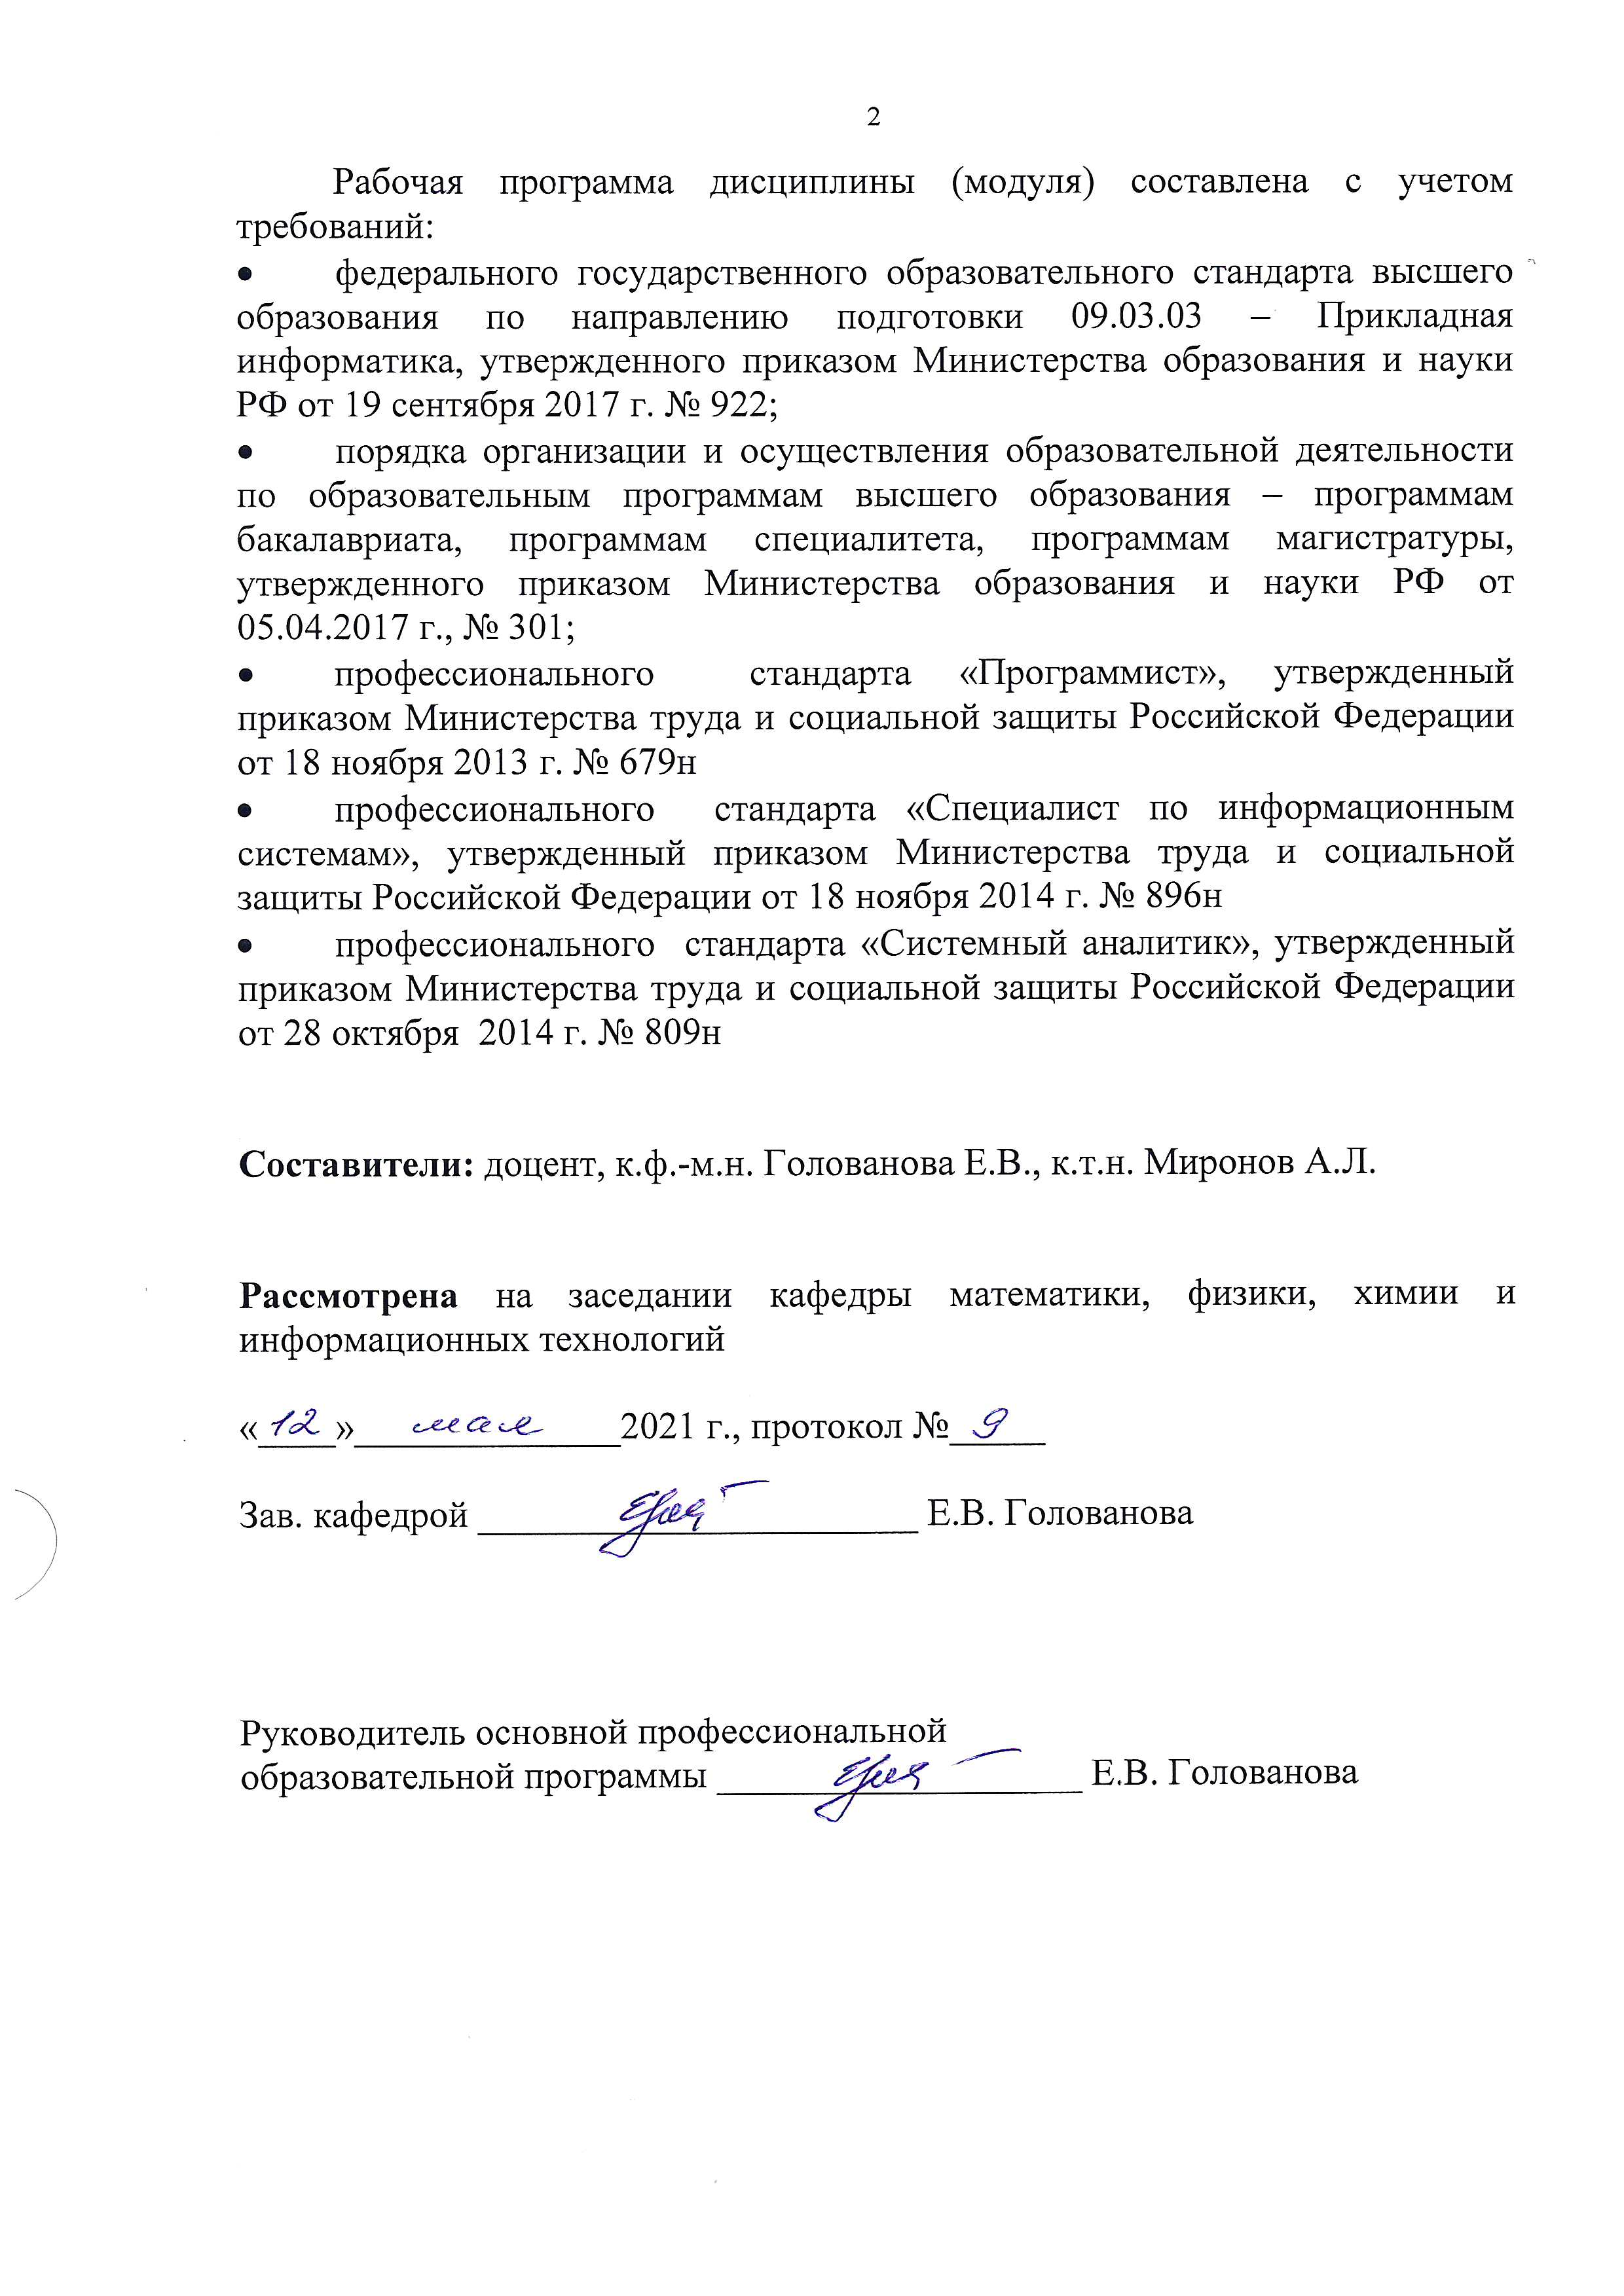 2
Рабочая программа дисциплины (модуля) составлена с учетом
требований:
• федерального государственного образовательного стандарта высшего
образования по направлению подготовки 09.03.03 – Прикладная
информатика, утвержденного приказом Министерства образования и науки
РФ от 19 сентября 2017 г. № 922;
• порядка организации и осуществления образовательной деятельности
по образовательным программам высшего образования – программам
бакалавриата, программам специалитета, программам магистратуры,
утвержденного приказом Министерства образования и науки РФ от
05.04.2017 г., № 301;
• профессионального стандарта «Программист», утвержденный
приказом Министерства труда и социальной защиты Российской Федерации
от 18 ноября 2013 г. № 679н
• профессионального стандарта «Специалист по информационным
системам», утвержденный приказом Министерства труда и социальной
защиты Российской Федерации от 18 ноября 2014 г. № 896н
• профессионального стандарта «Системный аналитик», утвержденный
приказом Министерства труда и социальной защиты Российской Федерации
от 28 октября 2014 г. № 809н
Составители: доцент, к.ф.-м.н. Голованова Е.В., к.т.н. Миронов А.Л.
Рассмотрена на заседании кафедры математики, физики, химии и
информационных технологий
«12» мая 2021 г., протокол № 9
Зав. кафедрой Е.В. Голованова
Руководитель основной профессиональной
образовательной программы Е.В. Голованова